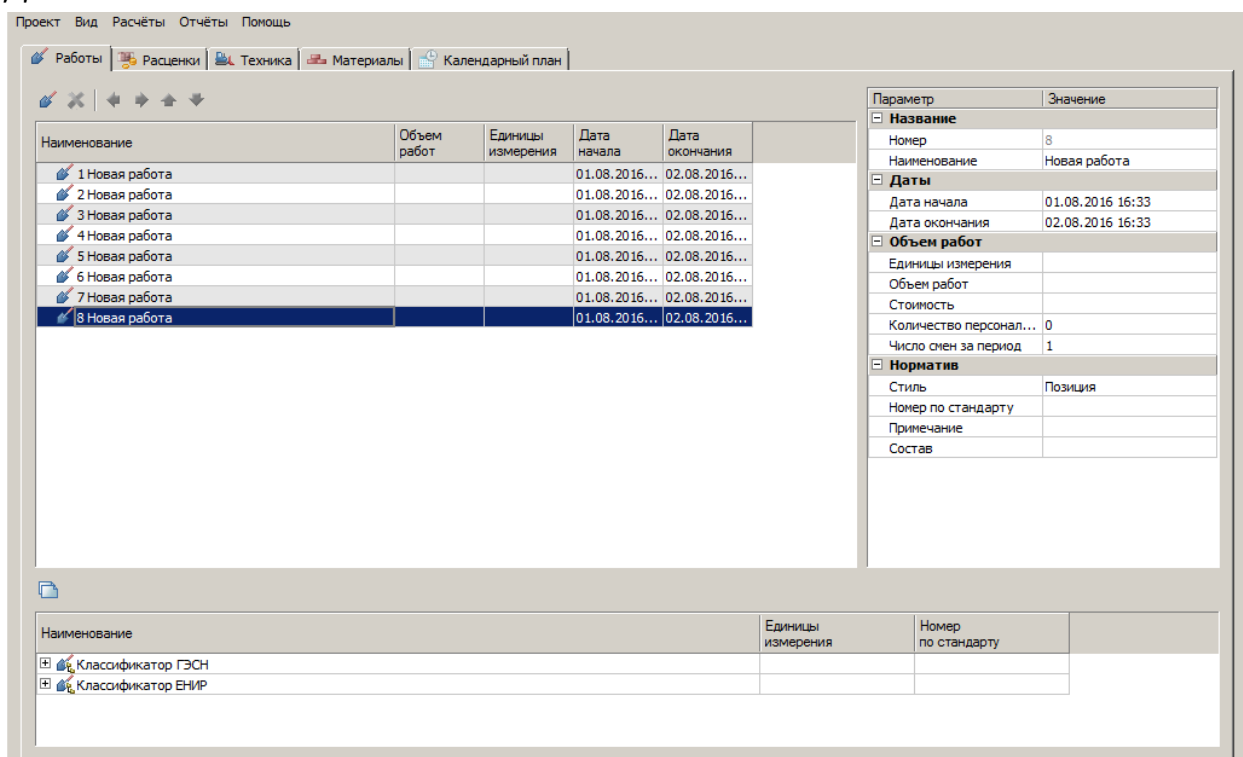 Проект Вид Расчёты Отчёты Помощь
Работы Расценки Техника Материалы Календарный план
Наименование Объем работ Единицы измерения Дата начала Дата окончания
1 Новая работа 01.08.2016... 02.08.2016...
2 Новая работа 01.08.2016... 02.08.2016...
3 Новая работа 01.08.2016... 02.08.2016...
4 Новая работа 01.08.2016... 02.08.2016...
5 Новая работа 01.08.2016... 02.08.2016...
6 Новая работа 01.08.2016... 02.08.2016...
7 Новая работа 01.08.2016... 02.08.2016...
8 Новая работа 01.08.2016... 02.08.2016...
Параметр Значение
Название
Номер 8
Наименование Новая работа
Даты
Дата начала 01.08.2016 16:33
Дата окончания 02.08.2016 16:33
Объем работ
Единицы измерения
Объем работ
Стоимость
Количество персонал... 0
Число смен за период 1
Норматив
Стиль Позиция
Номер по стандарту
Примечание
Состав
Наименование Единицы измерения Номер по стандарту
Классификатор ГЭСН
Классификатор ЕНИР